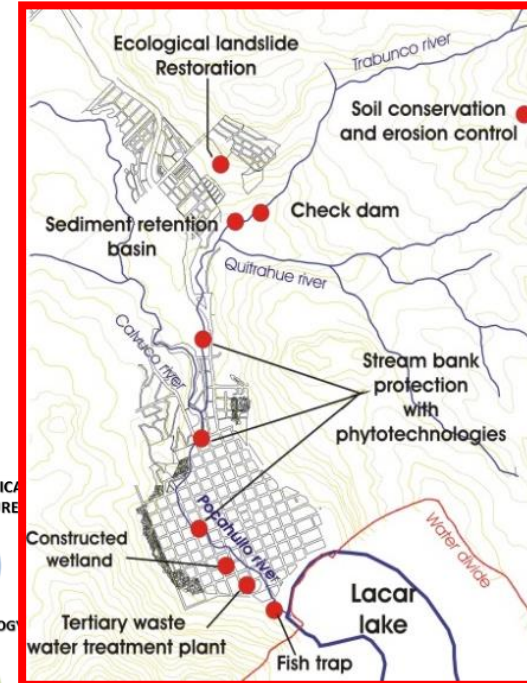 Ecological landslide
Restoration
Trabunco river
Soil conservation
and erosion control
Sediment retention
basin
Check dam
Quitrahue river
Calvuco river
Stream bank
protection
with
phytotechnologies
Pocahullo river
Constructed
wetland
Water divide
Tertiary waste
water treatment plant
Lacar
lake
Fish trap